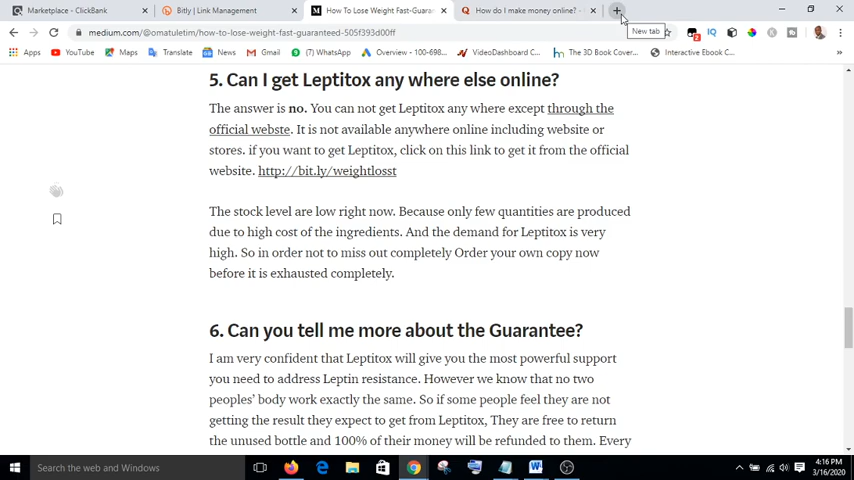 Marketplace - ClickBank
Bitly | Link Management
How To Lose Weight Fast-Guaran
How do I make money online? -
New tab
medium.com/@omatuletim/how-to-lose-weight-fast-guaranteed-505f393d00ff
Apps YouTube Maps Translate News Gmail (7) WhatsApp Overview - 100-698... VideoDashboard C... The 3D Book Cover... Interactive Ebook C... »
5. Can I get Leptitox any where else online?
The answer is no. You can not get Leptitox any where except through the
official webste. It is not available anywhere online including website or
stores. if you want to get Leptitox, click on this link to get it from the official
website. http://bit.ly/weightlosst
The stock level are low right now. Because only few quantities are produced
due to high cost of the ingredients. And the demand for Leptitox is very
high. So in order not to miss out completely Order your own copy now
before it is exhausted completely.
6. Can you tell me more about the Guarantee?
I am very confident that Leptitox will give you the most powerful support
you need to address Leptin resistance. However we know that no two
peoples’ body work exactly the same. So if some people feel they are not
getting the result they expect to get from Leptitox, They are free to return
the unused bottle and 100% of their money will be refunded to them. Every
Search the web and Windows
4:16 PM
3/16/2020